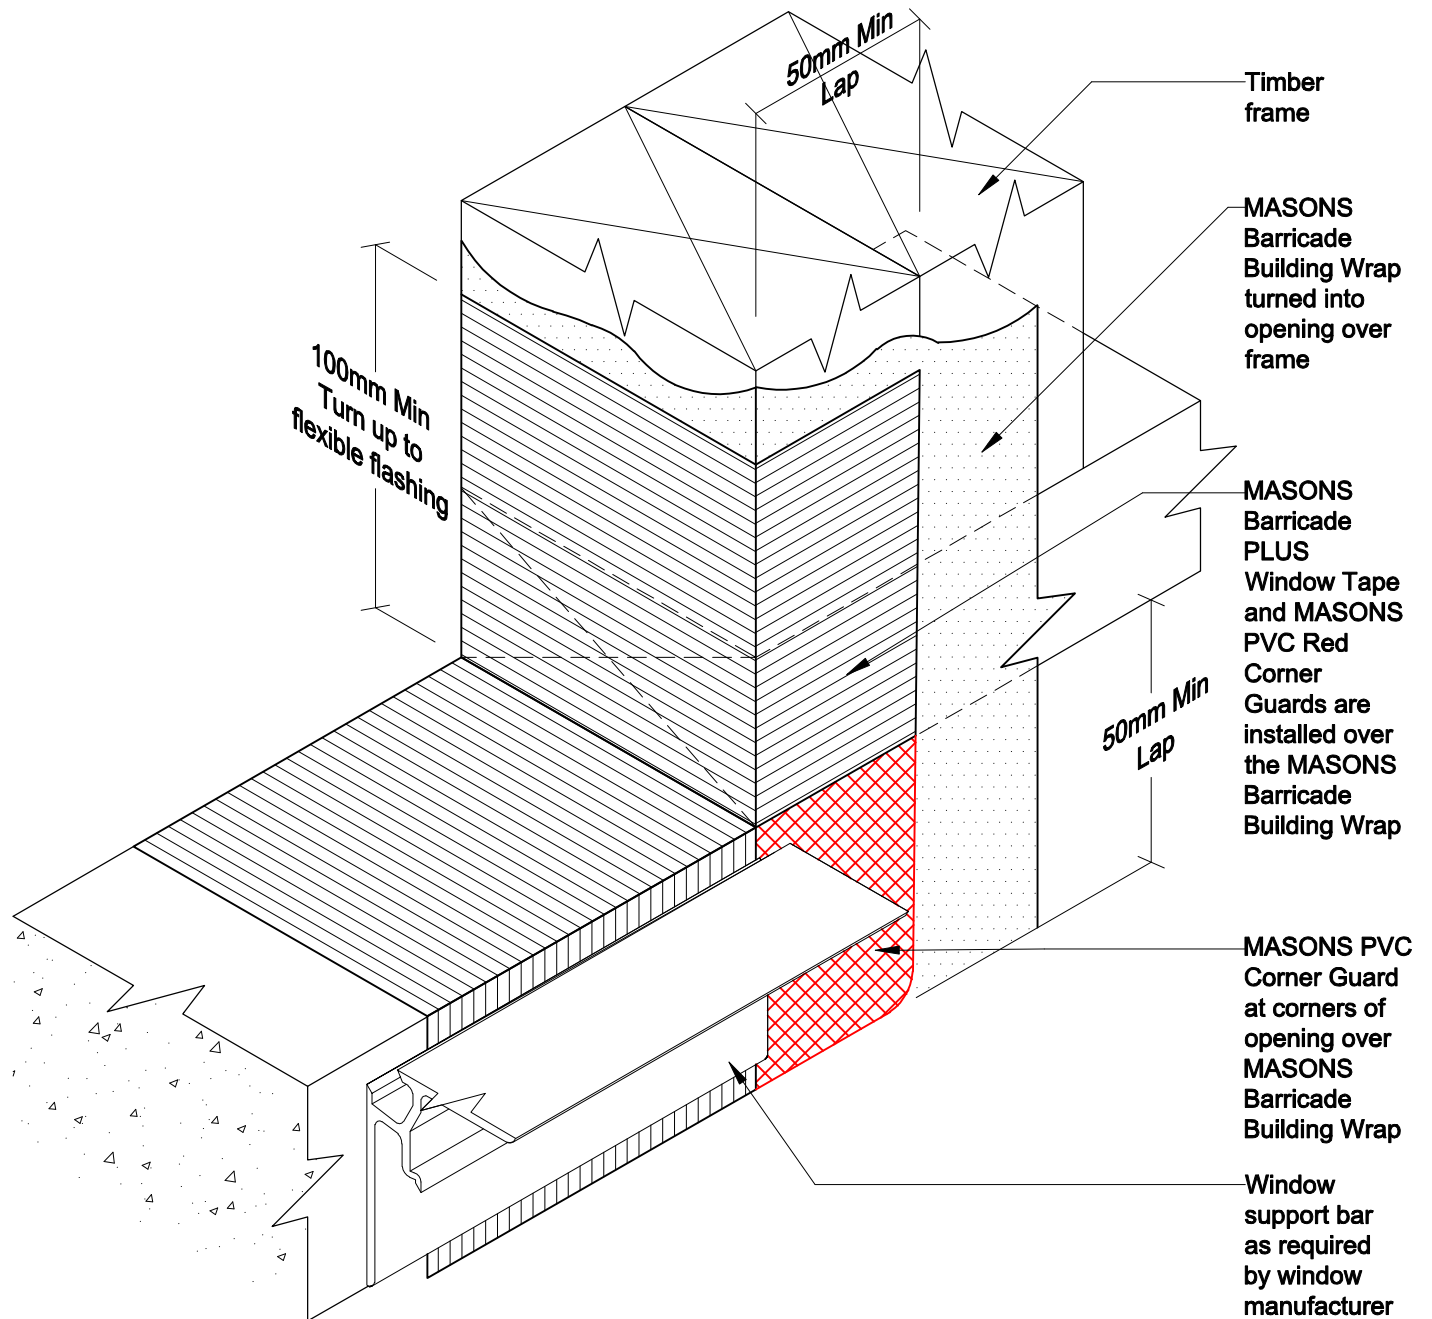 50mm Min
Lap
Timber
frame
MASONS
Barricade
Building Wrap
turned into
opening over
frame
100mm Min
Turn up to
flexible flashing
MASONS
Barricade
PLUS
Window Tape
and MASONS
PVC Red
Corner
Guards are
installed over
the MASONS
Barricade
Building Wrap
50mm Min
Lap
MASONS PVC
Corner Guard
at corners of
opening over
MASONS
Barricade
Building Wrap
Window
support bar
as required
by window
manufacturer